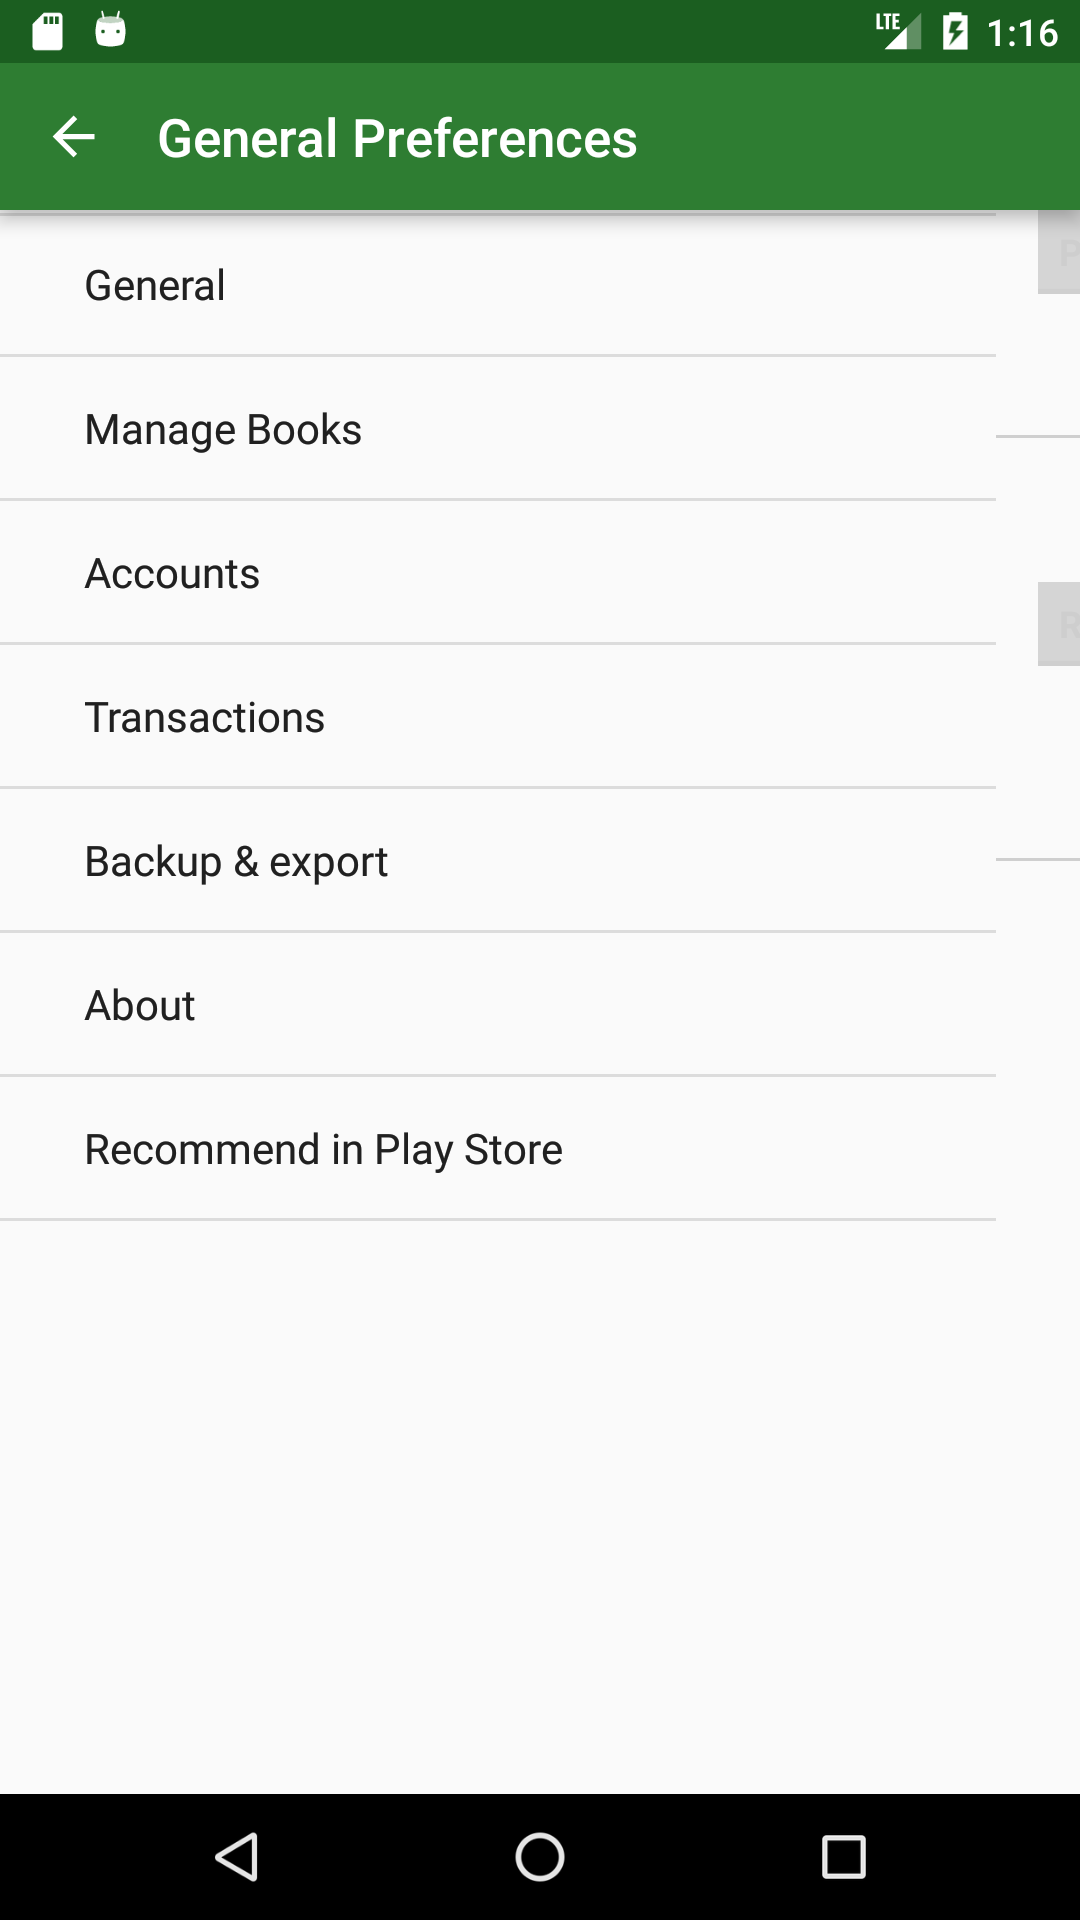 LTE 1:16
General Preferences
General
Manage Books
Accounts
Transactions
Backup & export
About
Recommend in Play Store